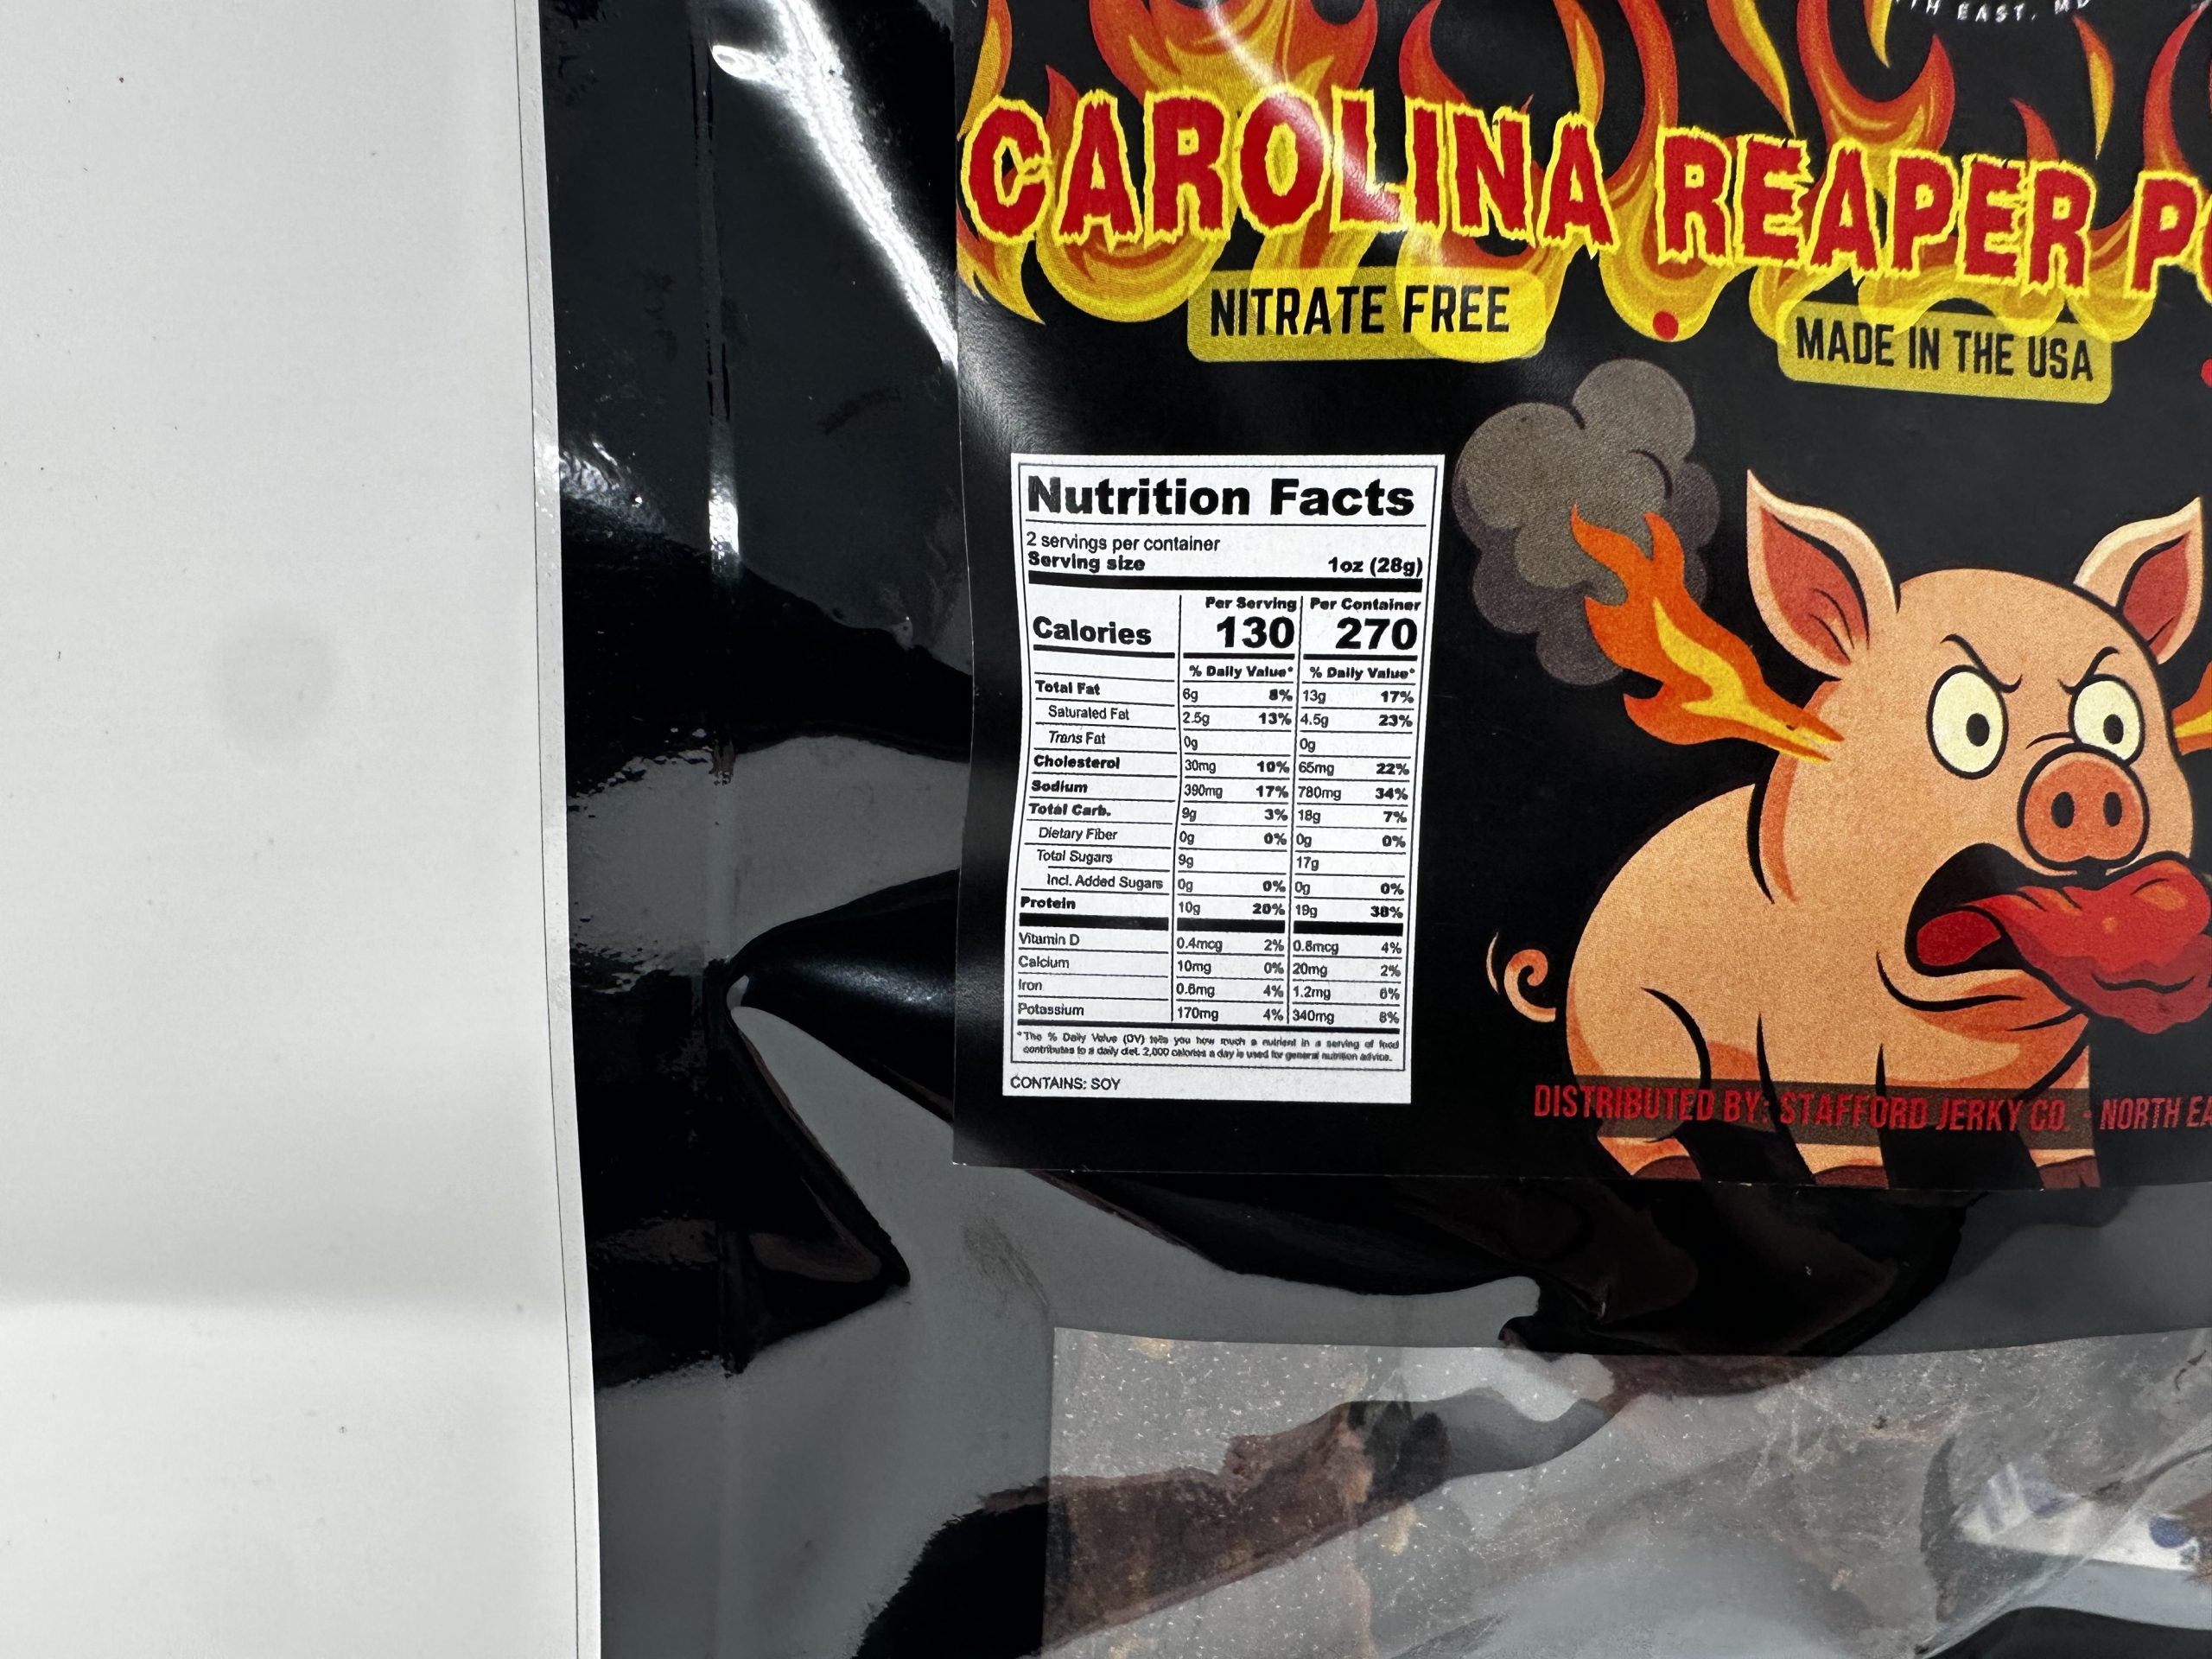 EAST, MD
CAROLINA REAPER
NITRATE FREE
MADE IN THE USA
Nutrition Facts
2 servings per container
Serving size 1oz (28g)
Per Serving Per Container
Calories 130 270
% Daily Value* % Daily Value*
Total Fat 6g 8% 13g 17%
Saturated Fat 2.5g 13% 4.5g 23%
Trans Fat 0g 0g
Cholesterol 30mg 10% 65mg 22%
Sodium 390mg 17% 780mg 34%
Total Carb. 9g 3% 18g 7%
Dietary Fiber 0g 0% 0g 0%
Total Sugars 9g 17g
Incl. Added Sugars 0g 0% 0g 0%
Protein 10g 20% 19g 38%
Vitamin D 0.4mcg 2% 0.8mcg 4%
Calcium 10mg 0% 20mg 2%
Iron 0.6mg 4% 1.2mg 6%
Potassium 170mg 4% 340mg 8%
*The % Daily Value (DV) tells you how much a nutrient in a serving of food
contributes to a daily diet. 2,000 calories a day is used for general nutrition advice.
CONTAINS: SOY
DISTRIBUTED BY: STAFFORD JERKY CO. - NORTH